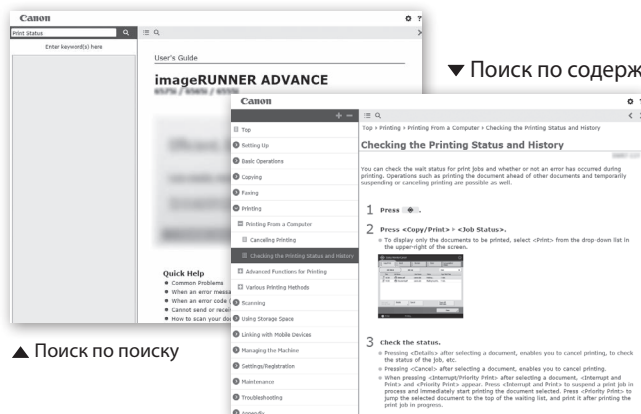 Canon
Print Status
Enter keyword(s) here
User's Guide
imageRUNNER ADVANCE
Quick Help
Common Problems
When an error messa
When an error code (
Cannot send or recei
How to scan your do
▲ Поиск по поиску
▼ Поиск по содерж
Canon
Top
Setting Up
Basic Operations
Copying
Faxing
Printing
Printing From a Computer
Canceling Printing
Checking the Printing Status and History
Advanced Functions for Printing
Various Printing Methods
Scanning
Using Storage Space
Linking with Mobile Devices
Managing the Machine
Settings/Registration
Maintenance
Troubleshooting
Appendix
Top > Printing > Printing From a Computer > Checking the Printing Status and History
Checking the Printing Status and History
You can check the wait status for print jobs and whether or not an error has occurred during
printing. Operations such as printing the document ahead of other documents and temporarily
suspending or canceling printing are possible as well.
1 Press .
2 Press <Copy/Print> ▶ <Job Status>.
To display only the documents to be printed, select <Print> from the drop-down list in
the upper-right of the screen.
3 Check the status.
Pressing <Details> after selecting a document, enables you to cancel printing, to check
the status of the job, etc.
Pressing <Cancel> after selecting a document, enables you to cancel printing.
When pressing <Interrupt/Priority Print> after selecting a document, <Interrupt and
Print> and <Priority Print> appear. Press <Interrupt and Print> to suspend a print job in
process and immediately start printing the document selected. Press <Priority Print> to
jump the selected document to the top of the waiting list, and print it after printing the
print job in progress.